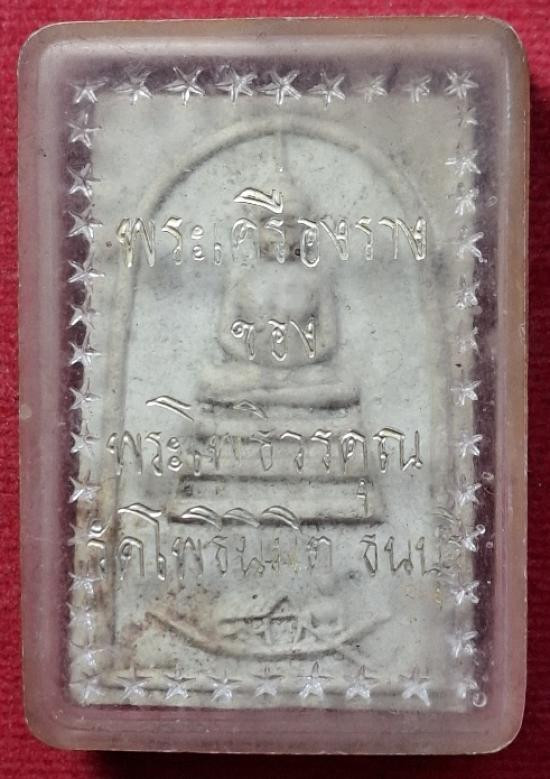 พระเครื่องราง
ของ
พระโพธิวรคุณ
วัดโพธินิมิต ธนบุรี